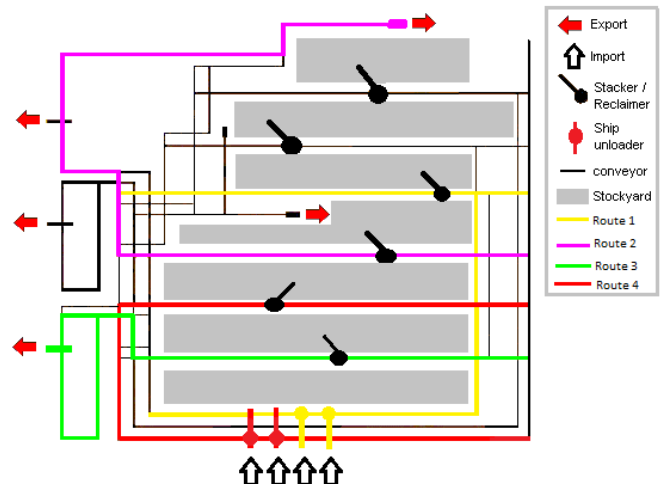 Export
Import
Stacker /
Reclaimer
Ship
unloader
conveyor
Stockyard
Route 1
Route 2
Route 3
Route 4